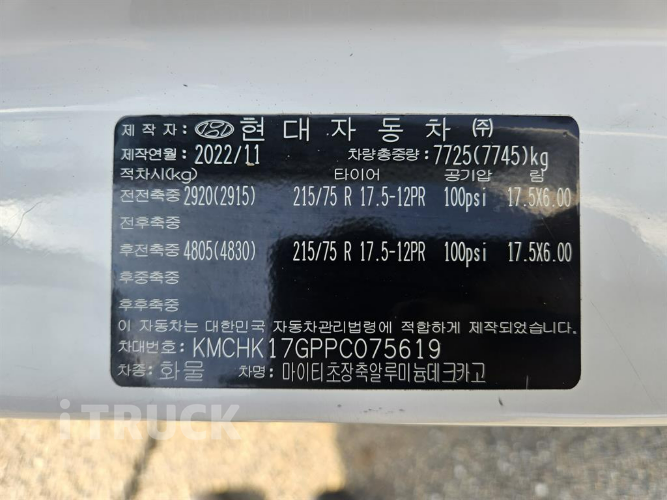 제작자: 현대자동차 ㈜
제작연월: 2022/11 차량총중량: 7725(7745)kg
적차시(kg) 타이어 공기압 림
전전축중 2920(2915) 215/75 R 17.5-12PR 100psi 17.5X6.00
전후축중
후전축중 4805(4830) 215/75 R 17.5-12PR 100psi 17.5X6.00
후중축중
후후축중
이 자동차는 대한민국 자동차관리법령에 적합하게 제작되었습니다.
차대번호: KMCHK17GPPC075619
차종: 화물 차명: 마이티초장축알루미늄데크카고
iTRUCK